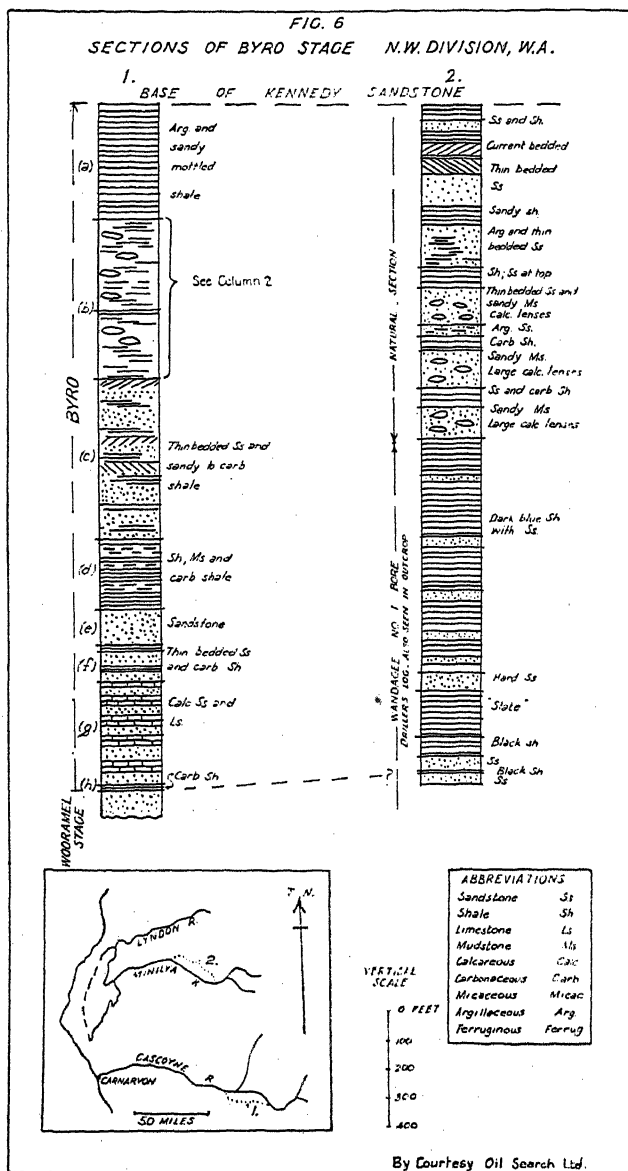 FIG. 6
SECTIONS OF BYRO STAGE N.W. DIVISION, W.A.
1. 2.
BASE OF KENNEDY SANDSTONE
BYRO
WOORAMEL STAGE
(a)
Arg. and
sandy
mottled
shale
(b)
See Column 2
(c)
Thin bedded Ss and
sandy to carb
shale
(d)
Sh, Ms and
carb shale
(e)
Sandstone
(f)
Thin bedded Ss
and carb Sh
(g)
Calc Ss and
Ls.
(h)
Carb Sh
NATURAL SECTION
WANDAGEE NO. 1 BORE
DRILLERS LOG. ALSO SEEN IN OUTCROP
?
Ss and Sh.
Current bedded
Thin bedded
Ss
Sandy sh.
Arg and thin
bedded Ss
Sh; Ss at top
Thin bedded Ss and
sandy Ms
calc. lenses
Arg. Ss.
Carb Sh.
Sandy Ms.
Large calc. lenses
Ss and carb Sh
Sandy Ms
Large calc lenses
Dark blue Sh
with Ss.
Hard Ss
"Slate"
Black sh
Ss
Black Sh
Ss
T. N.
LYNDON R.
MINILYA R
2.
GASCOYNE R.
CARNARVON
1.
50 MILES
VERTICAL
SCALE
0 FEET
100
200
300
400
ABBREVIATIONS
Sandstone Ss
Shale Sh
Limestone Ls
Mudstone Ms
Calcareous Calc
Carbonaceous Carb
Micaceous Micac
Argillaceous Arg.
Ferruginous Ferrug
By Courtesy Oil Search Ltd.